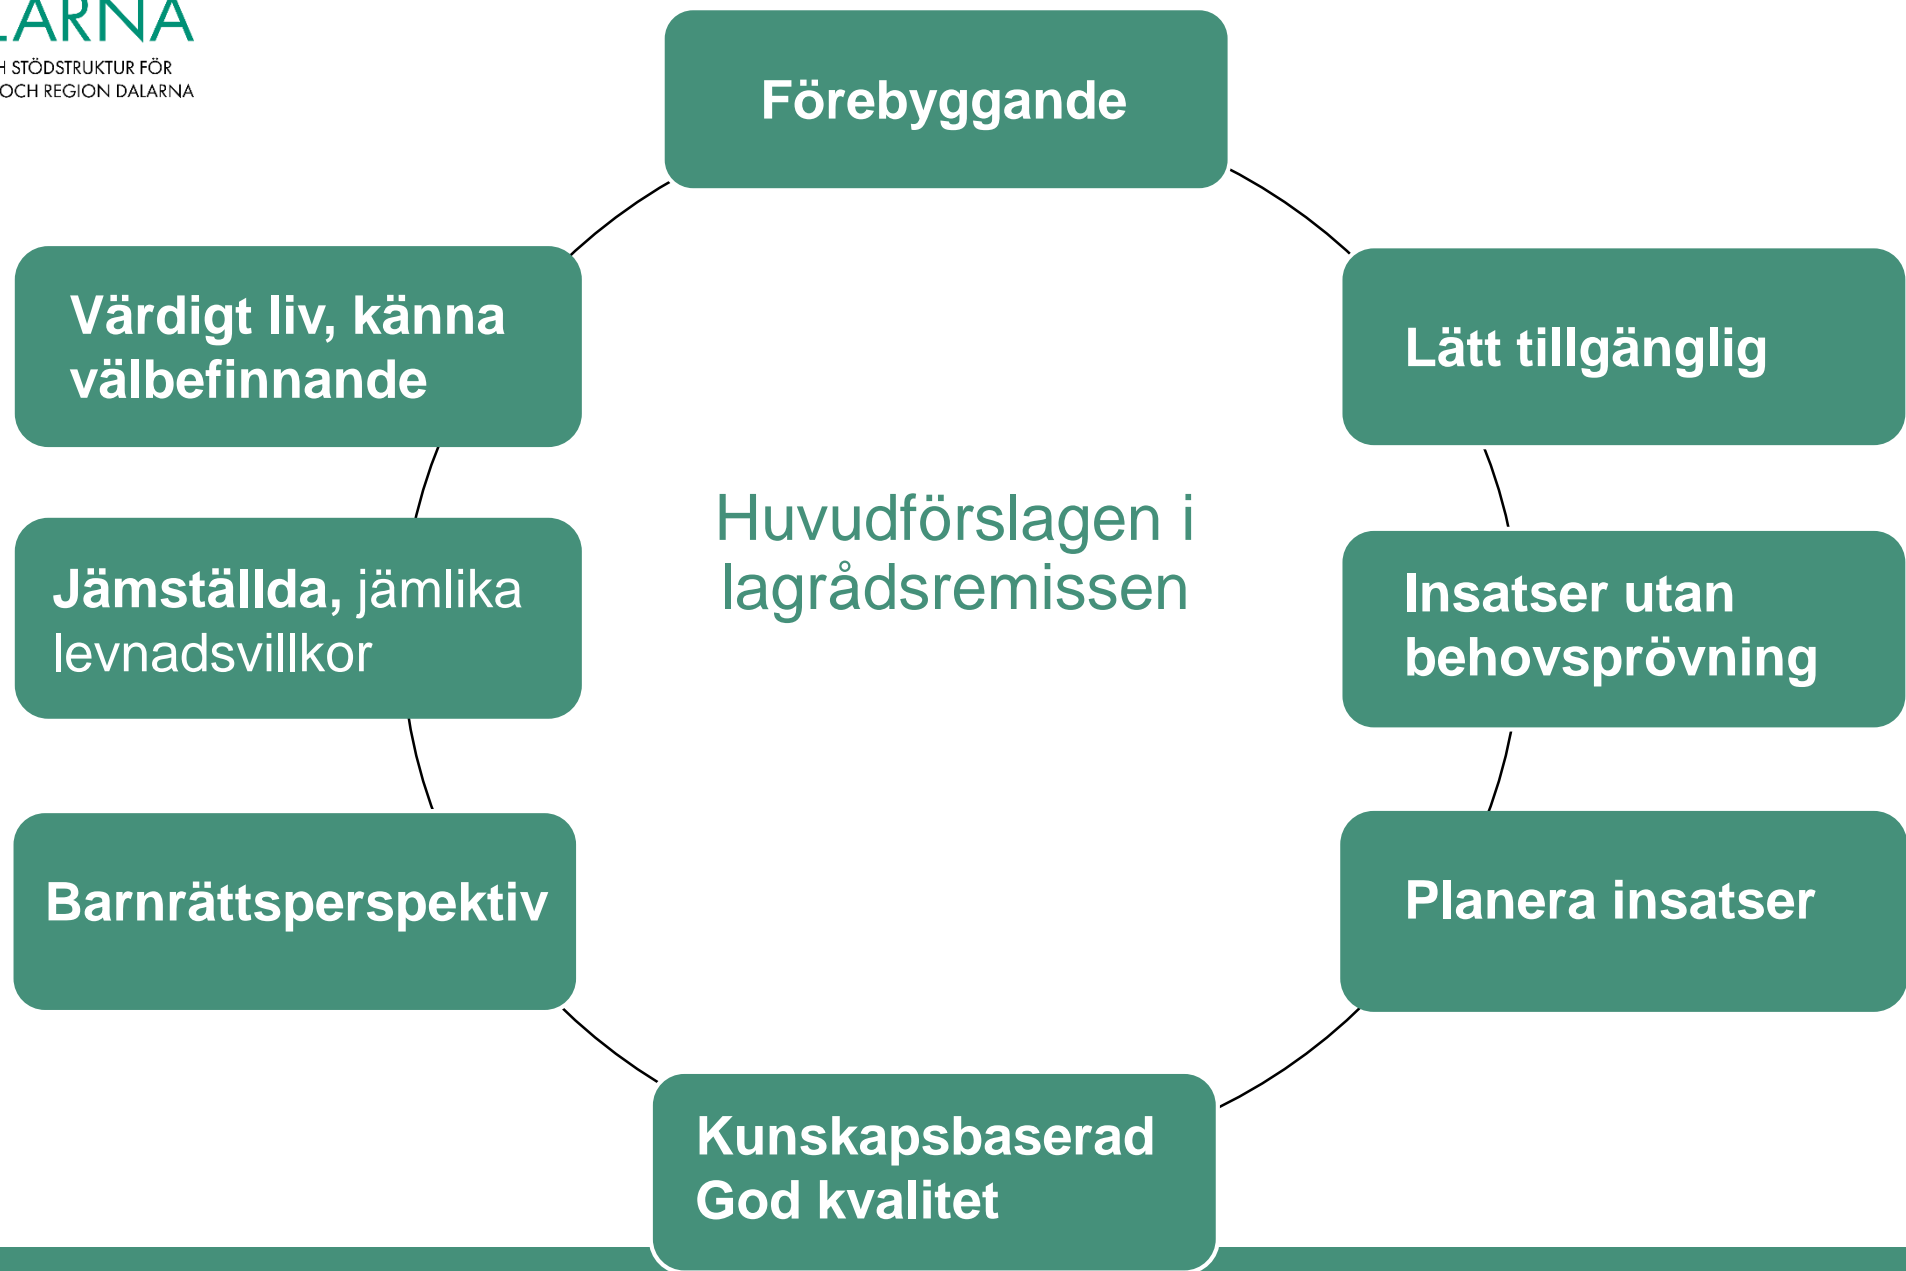 LARNA
H STÖDSTRUKTUR FÖR
OCH REGION DALARNA
Förebyggande
Värdigt liv, känna
välbefinnande
Lätt tillgänglig
Huvudförslagen i
lagrådsremissen
Jämställda, jämlika
levnadsvillkor
Insatser utan
behovsprövning
Barnrättsperspektiv
Planera insatser
Kunskapsbaserad
God kvalitet